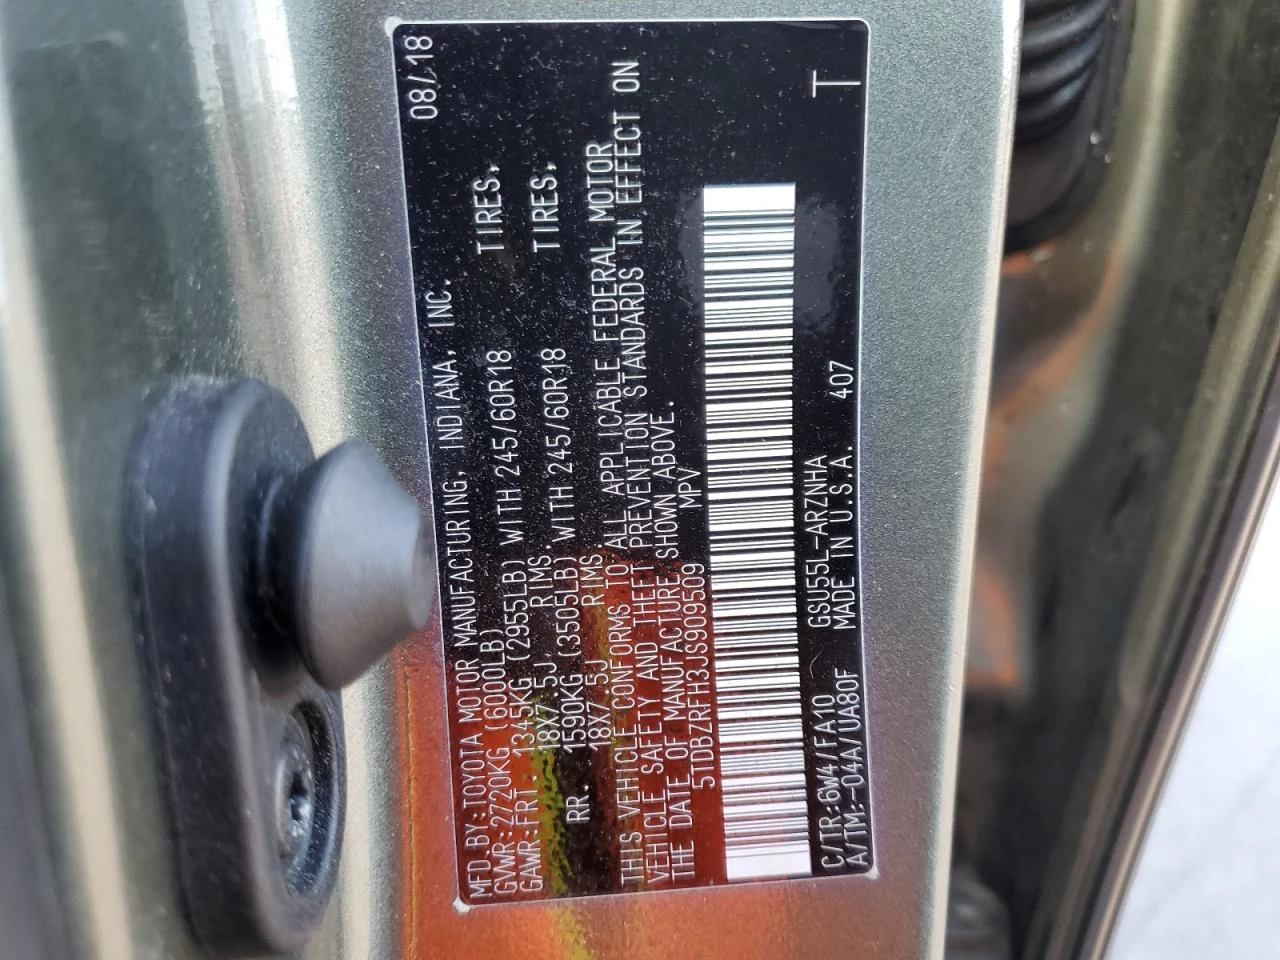 MFD.BY:TOYOTA MOTOR MANUFACTURING, INDIANA, INC. 08/18
GVWR:2720KG (6000LB)
GAWR:FRT. 1345KG (2955LB) WITH 245/60R18 TIRES,
18X7.5J RIMS,
RR. 1590KG (3505LB) WITH 245/60R18 TIRES,
18X7.5J RIMS.
THIS VEHICLE CONFORMS TO ALL APPLICABLE FEDERAL MOTOR
VEHICLE SAFETY AND THEFT PREVENTION STANDARDS IN EFFECT ON
THE DATE OF MANUFACTURE SHOWN ABOVE.
5TDBZRFH3JS909509 MPV
C/TR:6W4/FA10 GSU55L-ARZNHA T
A/TM:-04A/UA80F MADE IN U.S.A. 407